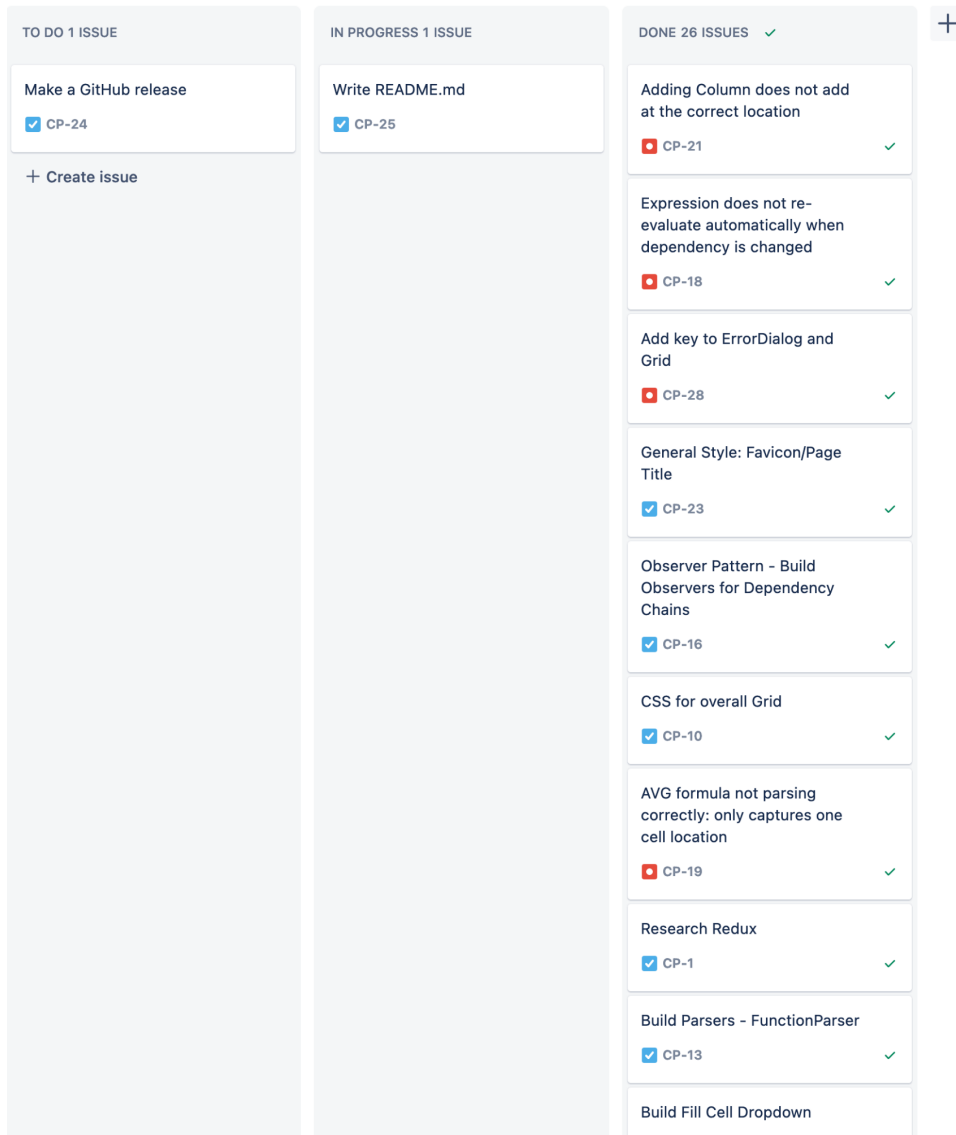 TO DO 1 ISSUE
Make a GitHub release
CP-24
+ Create issue
IN PROGRESS 1 ISSUE
Write README.md
CP-25
DONE 26 ISSUES
Adding Column does not add
at the correct location
CP-21
Expression does not re-
evaluate automatically when
dependency is changed
CP-18
Add key to ErrorDialog and
Grid
CP-28
General Style: Favicon/Page
Title
CP-23
Observer Pattern - Build
Observers for Dependency
Chains
CP-16
CSS for overall Grid
CP-10
AVG formula not parsing
correctly: only captures one
cell location
CP-19
Research Redux
CP-1
Build Parsers - FunctionParser
CP-13
Build Fill Cell Dropdown